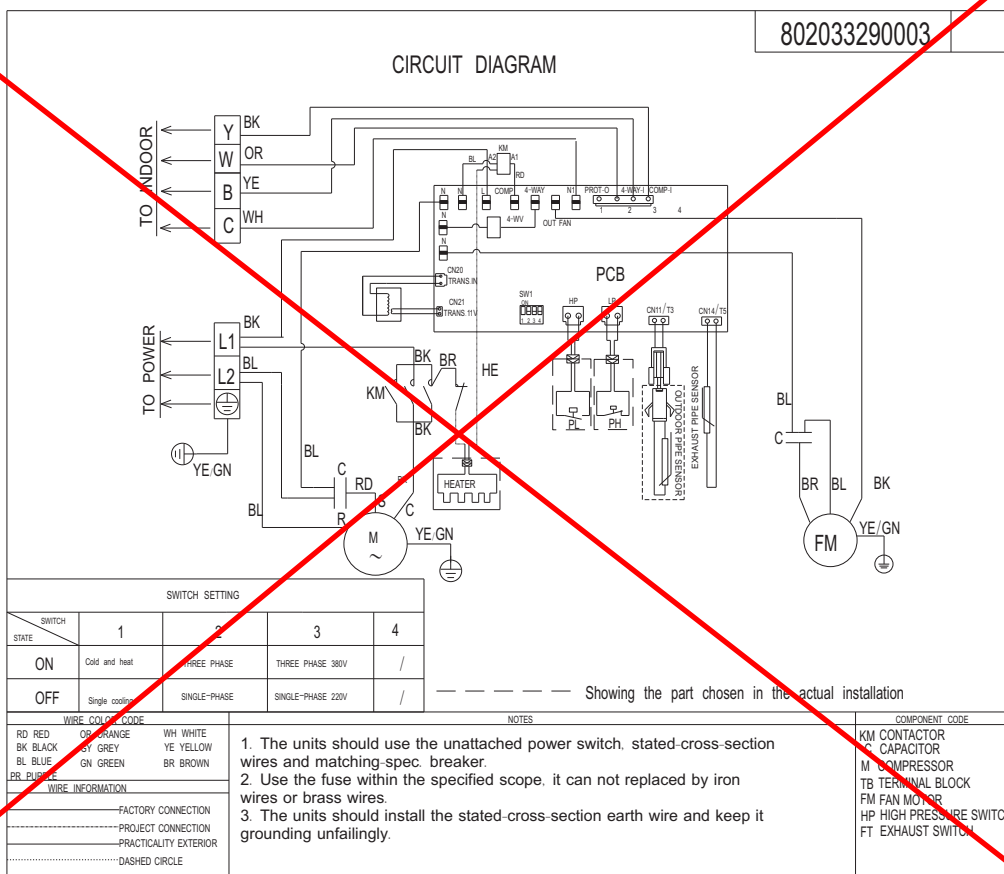 802033290003
CIRCUIT DIAGRAM
TO INDOOR
Y BK
W OR
B YE
C WH
KM
BL A2 A1
RD
N N L COMP 4-WAY N1 PROT-O 4-WAY-I COMP-I
1 2 3 4
N 4-WV OUT FAN
N
PCB
CN20
TRANS.IN
CN21
TRANS. 11V
SW1
ON
1 2 3 4
HP
LP
CN11/T3
CN14/T5
TO POWER
L1 BK
L2 BL
YE/GN
KM
BK BR HE
BK
PL
PH
OUTDOOR PIPE SENSOR
EXHAUST PIPE SENSOR
HEATER
BL
C
RD
BL
R
S
C
M
~
YE/GN
BL
C
BR BL BK
FM
YE/GN
SWITCH SETTING
SWITCH
STATE
1 2 3 4
ON Cold and heat THREE PHASE THREE PHASE 380V /
OFF Single cooling SINGLE-PHASE SINGLE-PHASE 220V /
Showing the part chosen in the actual installation
WIRE COLOR CODE
RD RED OR ORANGE WH WHITE
BK BLACK GY GREY YE YELLOW
BL BLUE GN GREEN BR BROWN
PR PURPLE
WIRE INFORMATION
FACTORY CONNECTION
PROJECT CONNECTION
PRACTICALITY EXTERIOR
DASHED CIRCLE
NOTES
1. The units should use the unattached power switch, stated-cross-section
wires and matching-spec. breaker.
2. Use the fuse within the specified scope, it can not replaced by iron
wires or brass wires.
3. The units should install the stated-cross-section earth wire and keep it
grounding unfailingly.
COMPONENT CODE
KM CONTACTOR
C CAPACITOR
M COMPRESSOR
TB TERMINAL BLOCK
FM FAN MOTOR
HP HIGH PRESSURE SWITC
FT EXHAUST SWITCH